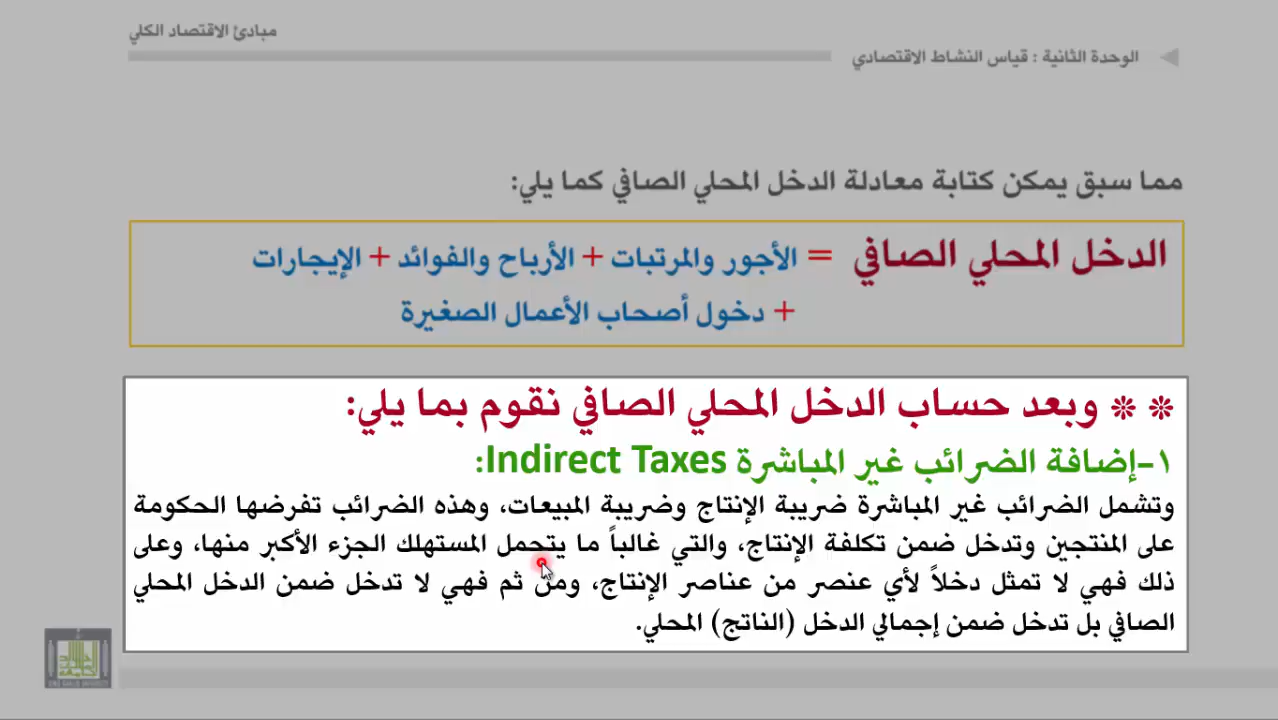 مبادئ الاقتصاد الكلي
الوحدة الثانية : قياس النشاط الاقتصادي
مما سبق يمكن كتابة معادلة الدخل المحلي الصافي كما يلي:
الدخل المحلي الصافي = الأجور والمرتبات + الأرباح والفوائد + الإيجارات
+ دخول أصحاب الأعمال الصغيرة
** وبعد حساب الدخل المحلي الصافي نقوم بما يلي:
١-إضافة الضرائب غير المباشرة Indirect Taxes:
وتشمل الضرائب غير المباشرة ضريبة الإنتاج وضريبة المبيعات، وهذه الضرائب تفرضها الحكومة
على المنتجين وتدخل ضمن تكلفة الإنتاج، والتي غالباً ما يتحمل المستهلك الجزء الأكبر منها، وعلى
ذلك فهي لا تمثل دخلاً لأي عنصر من عناصر الإنتاج، ومن ثم فهي لا تدخل ضمن الدخل المحلي
الصافي بل تدخل ضمن إجمالي الدخل (الناتج) المحلي.